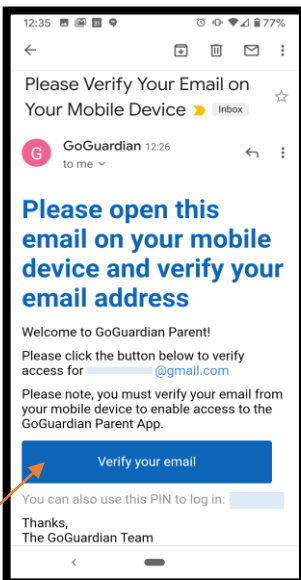 12:35 77%
Please Verify Your Email on
Your Mobile Device Inbox
G GoGuardian 12:26
to me
Please open this
email on your mobile
device and verify your
email address
Welcome to GoGuardian Parent!
Please click the button below to verify
access for @gmail.com
Please note, you must verify your email from
your mobile device to enable access to the
GoGuardian Parent App.
Verify your email
You can also use this PIN to log in:
Thanks,
The GoGuardian Team